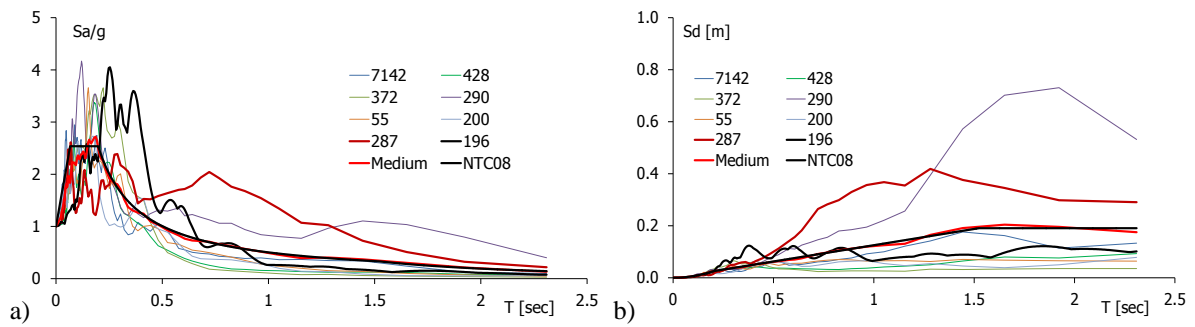 5
4
3
2
1
0
Sa/g
7142 428
372 290
55 200
287 196
Medium NTC08
0 0.5 1 1.5 2 2.5
T [sec]
a)
1.0
0.8
0.6
0.4
0.2
0.0
Sd [m]
7142 428
372 290
55 200
287 196
Medium NTC08
0 0.5 1 1.5 2 2.5
T [sec]
b)